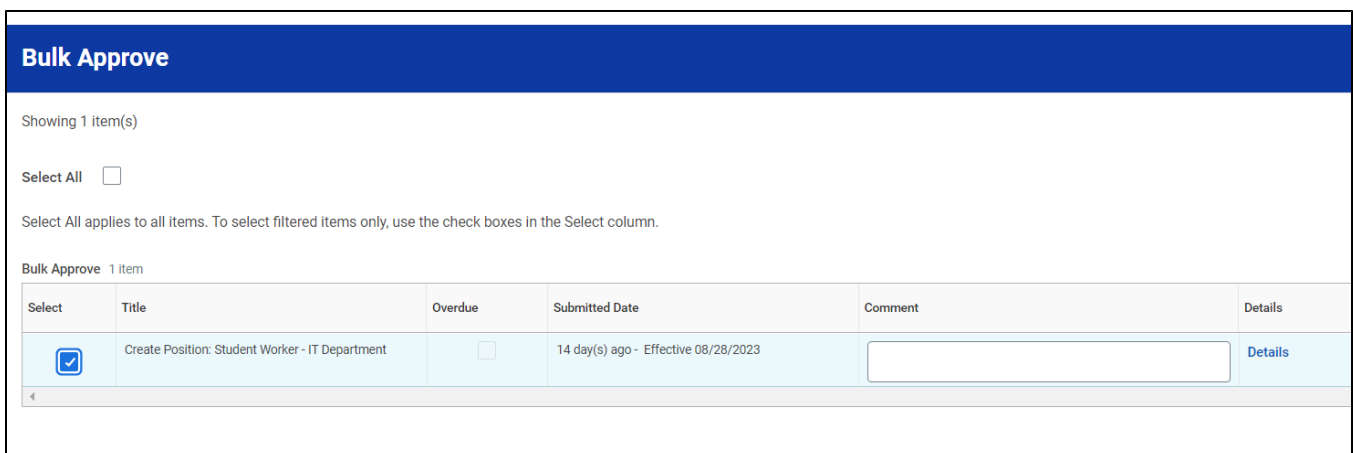 Bulk Approve
Showing 1 item(s)
Select All
Select All applies to all items. To select filtered items only, use the check boxes in the Select column.
Bulk Approve 1 item
Select Title Overdue Submitted Date Comment Details
Create Position: Student Worker - IT Department 14 day(s) ago - Effective 08/28/2023 Details